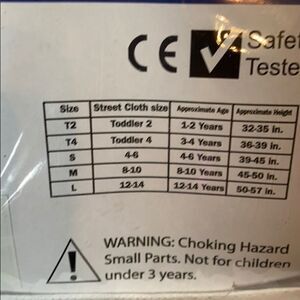 CE Safet
Teste
Size Street Cloth size Approximate Age Approximate Height
T2 Toddler 2 1-2 Years 32-35 In.
T4 Toddler 4 3-4 Years 36-39 In.
S 4-6 4-6 Years 39-45 In.
M 8-10 8-10 Years 45-50 In.
L 12-14 12-14 Years 50-57 In.
WARNING: Choking Hazard
Small Parts. Not for children
under 3 years.